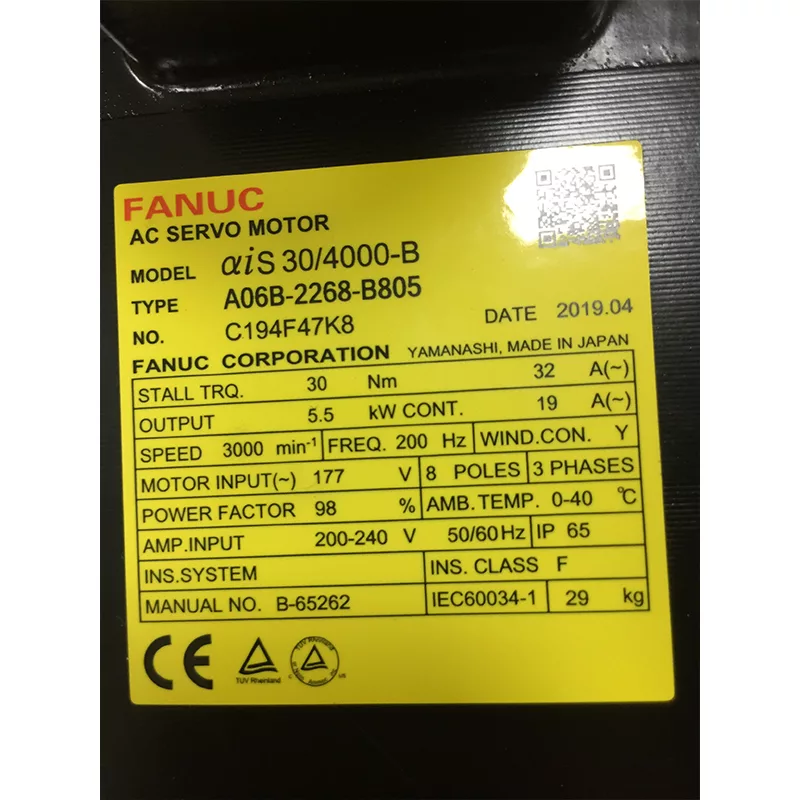 FANUC
AC SERVO MOTOR
MODEL αiS 30/4000-B
TYPE A06B-2268-B805
NO. C194F47K8 DATE 2019.04
FANUC CORPORATION YAMANASHI, MADE IN JAPAN
STALL TRQ. 30 Nm 32 A(~)
OUTPUT 5.5 kW CONT. 19 A(~)
SPEED 3000 min-1 FREQ. 200 Hz WIND.CON. Y
MOTOR INPUT(~) 177 V 8 POLES 3 PHASES
POWER FACTOR 98 % AMB.TEMP. 0-40 ℃
AMP.INPUT 200-240 V 50/60Hz IP 65
INS.SYSTEM INS. CLASS F
MANUAL NO. B-65262 IEC60034-1 29 kg
CE
TUV Rheinland
TUV Rheinland
C US